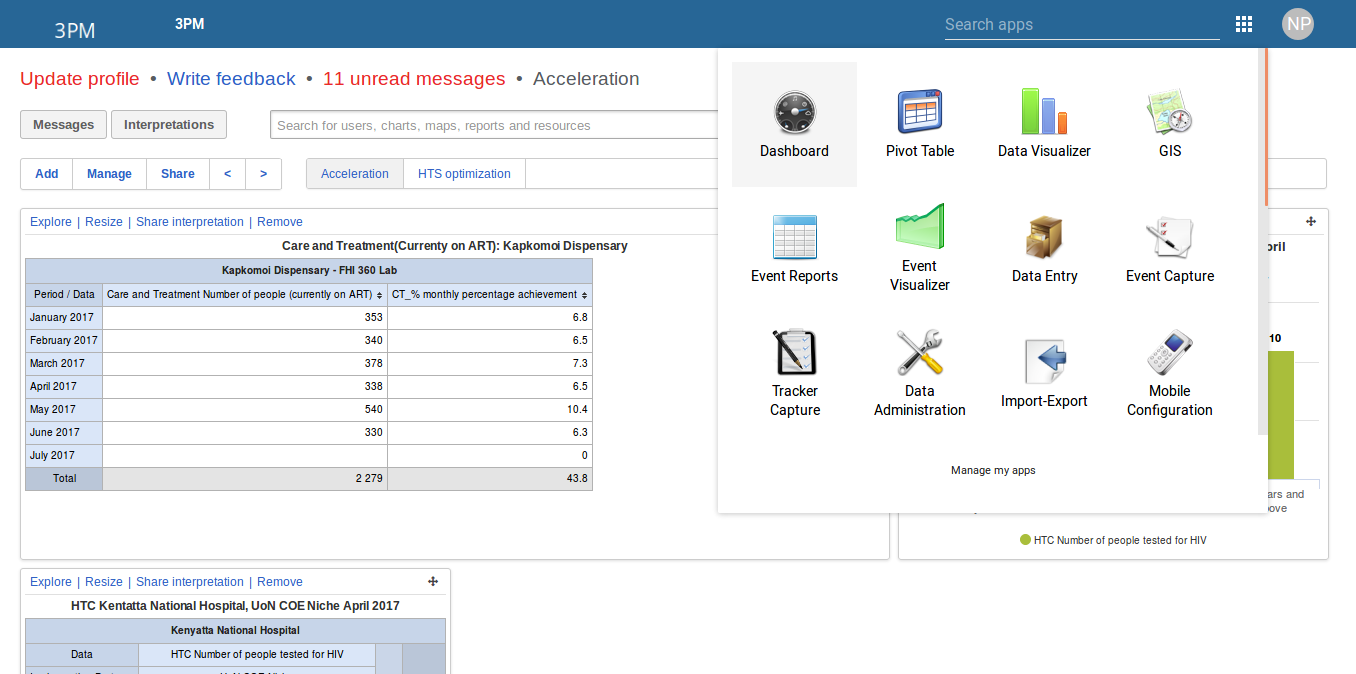 3PM
3PM
Search apps
NP
Update profile • Write feedback • 11 unread messages • Acceleration
Messages
Interpretations
Search for users, charts, maps, reports and resources
Add
Manage
Share
<
>
Acceleration
HTS optimization
Dashboard
Pivot Table
Data Visualizer
GIS
Event Reports
Event
Visualizer
Data Entry
Event Capture
Tracker
Capture
Data
Administration
Import-Export
Mobile
Configuration
Manage my apps
Explore | Resize | Share interpretation | Remove
Care and Treatment(Currenty on ART): Kapkomoi Dispensary
Kapkomoi Dispensary - FHI 360 Lab
Period / Data Care and Treatment Number of people (currently on ART) CT_% monthly percentage achievement
January 2017 353 6.8
February 2017 340 6.5
March 2017 378 7.3
April 2017 338 6.5
May 2017 540 10.4
June 2017 330 6.3
July 2017 0
Total 2 279 43.8
pril
10
ars and
ove
HTC Number of people tested for HIV
Explore | Resize | Share interpretation | Remove
HTC Kentatta National Hospital, UoN COE Niche April 2017
Kenyatta National Hospital
Data HTC Number of people tested for HIV